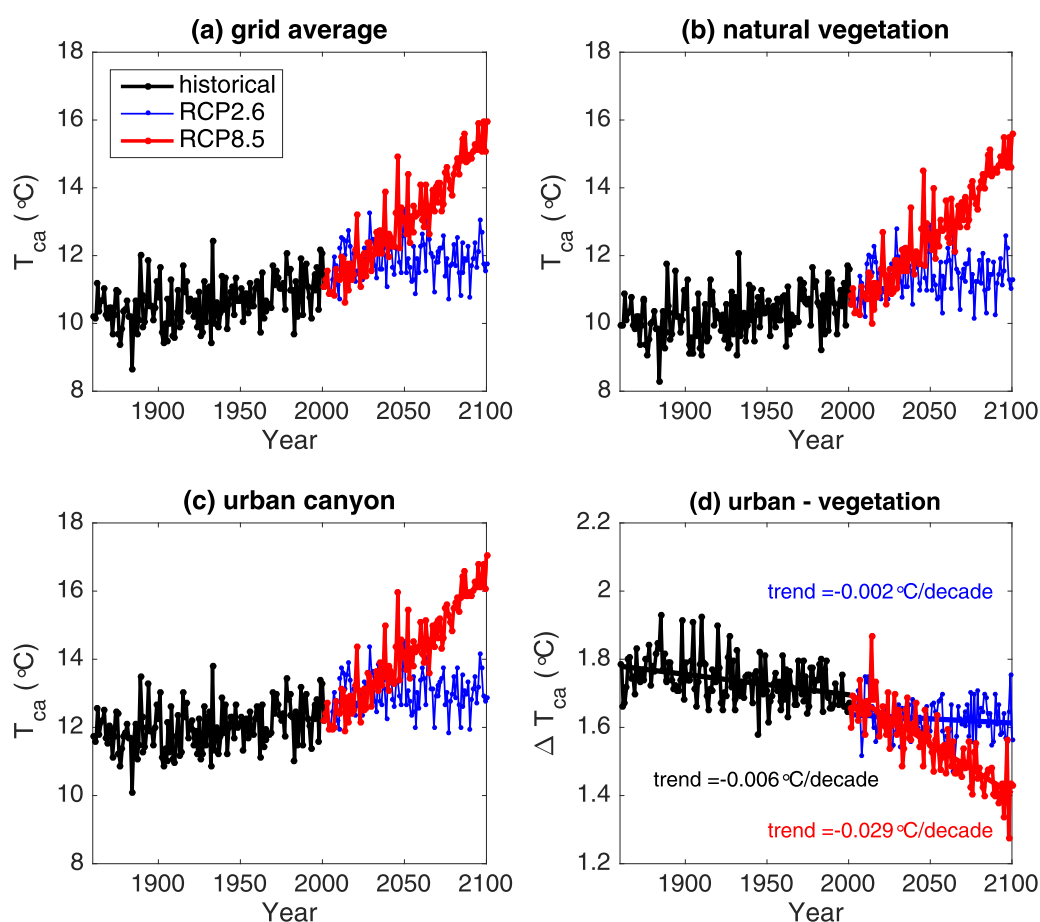 (a) grid average
18
16
14
12
10
8
T_ca (°C)
historical
RCP2.6
RCP8.5
1900 1950 2000 2050 2100
Year
(b) natural vegetation
18
16
14
12
10
8
T_ca (°C)
1900 1950 2000 2050 2100
Year
(c) urban canyon
18
16
14
12
10
8
T_ca (°C)
1900 1950 2000 2050 2100
Year
(d) urban - vegetation
2.2
2
1.8
1.6
1.4
1.2
Δ T_ca (°C)
trend =-0.002°C/decade
trend =-0.006°C/decade
trend =-0.029°C/decade
1900 1950 2000 2050 2100
Year